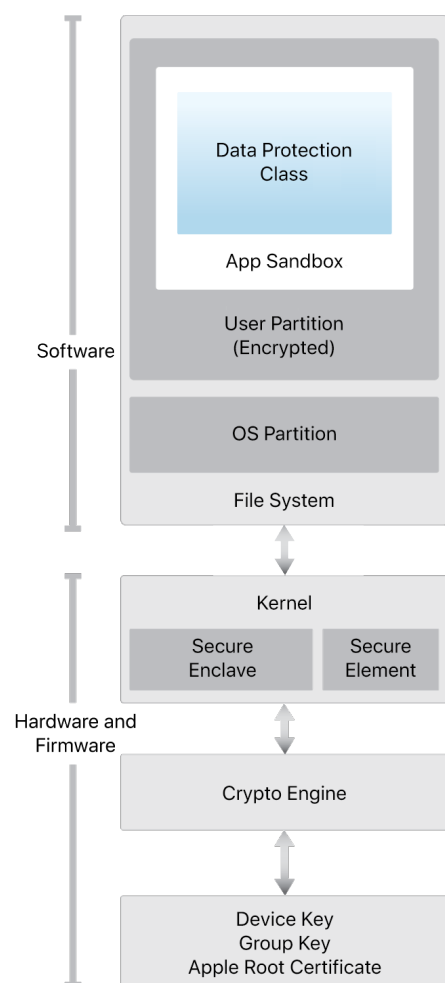 Data Protection
Class
App Sandbox
User Partition
(Encrypted)
Software
OS Partition
File System
Kernel
Secure
Enclave
Secure
Element
Hardware and
Firmware
Crypto Engine
Device Key
Group Key
Apple Root Certificate